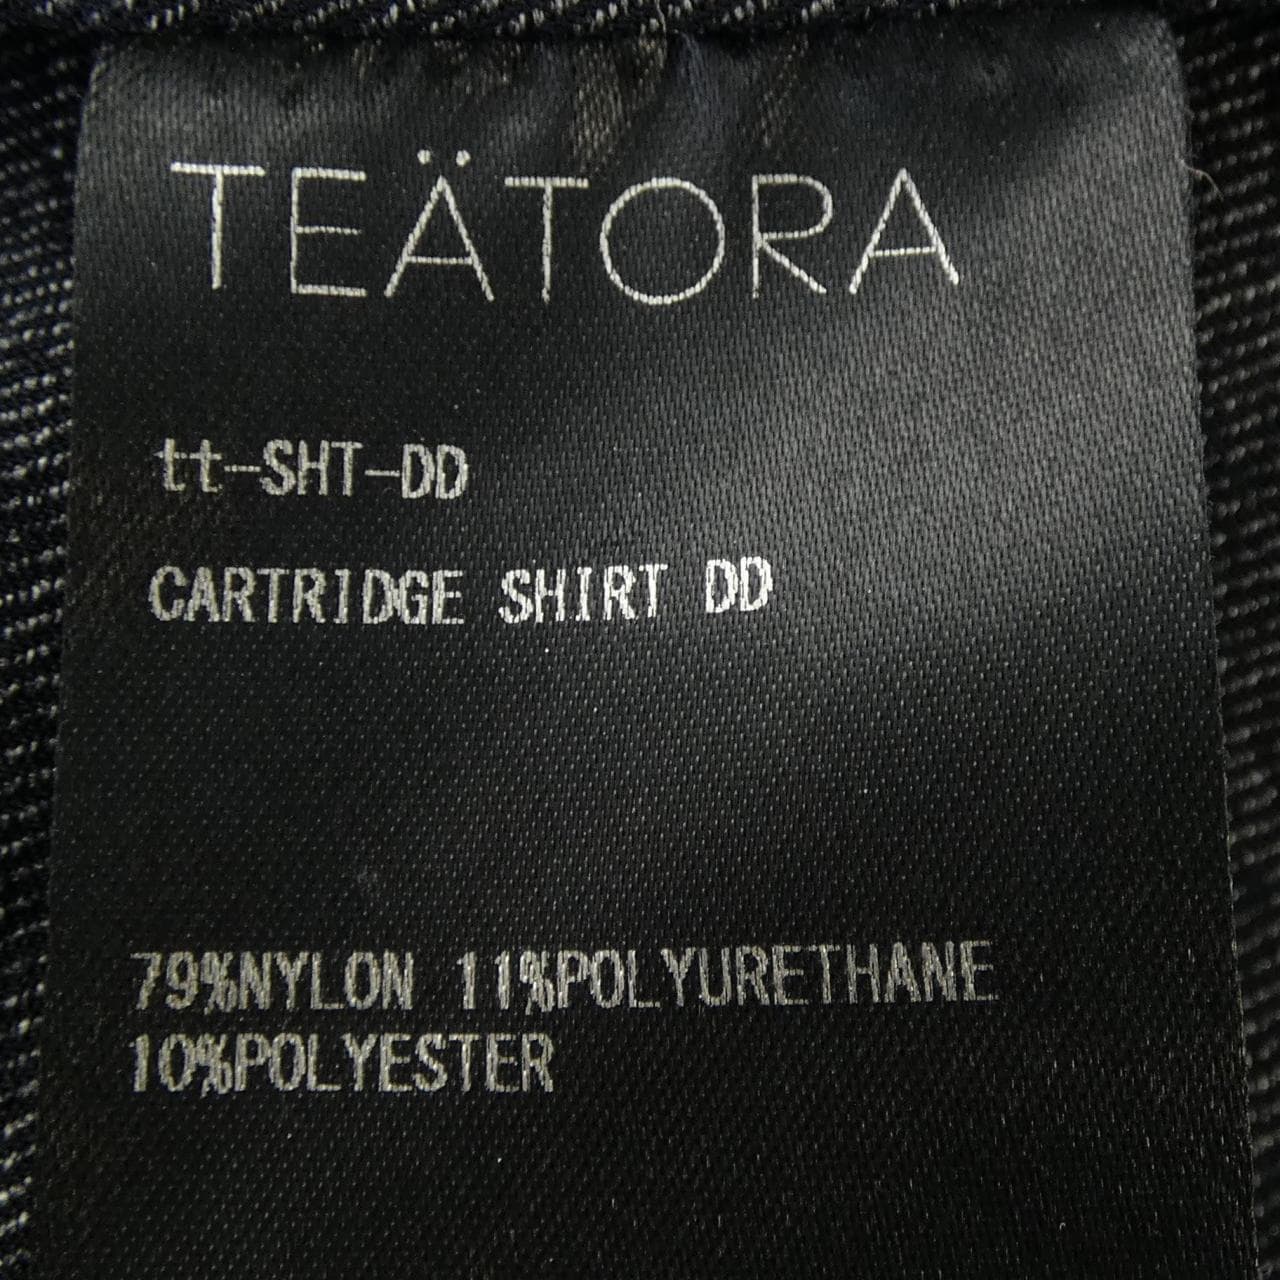 TEÄTORA
tt-SHT-DD
CARTRIDGE SHIRT DD
79%NYLON 11%POLYURETHANE
10%POLYESTER